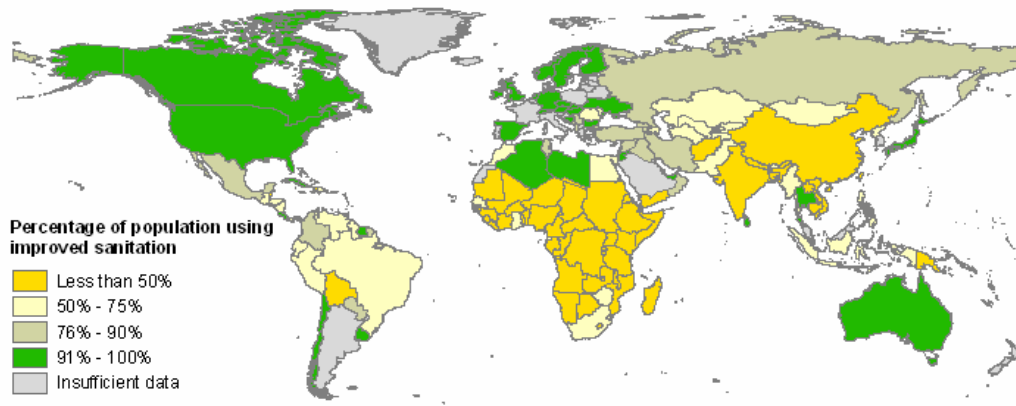 Percentage of population using
improved sanitation
Less than 50%
50% - 75%
76% - 90%
91% - 100%
Insufficient data